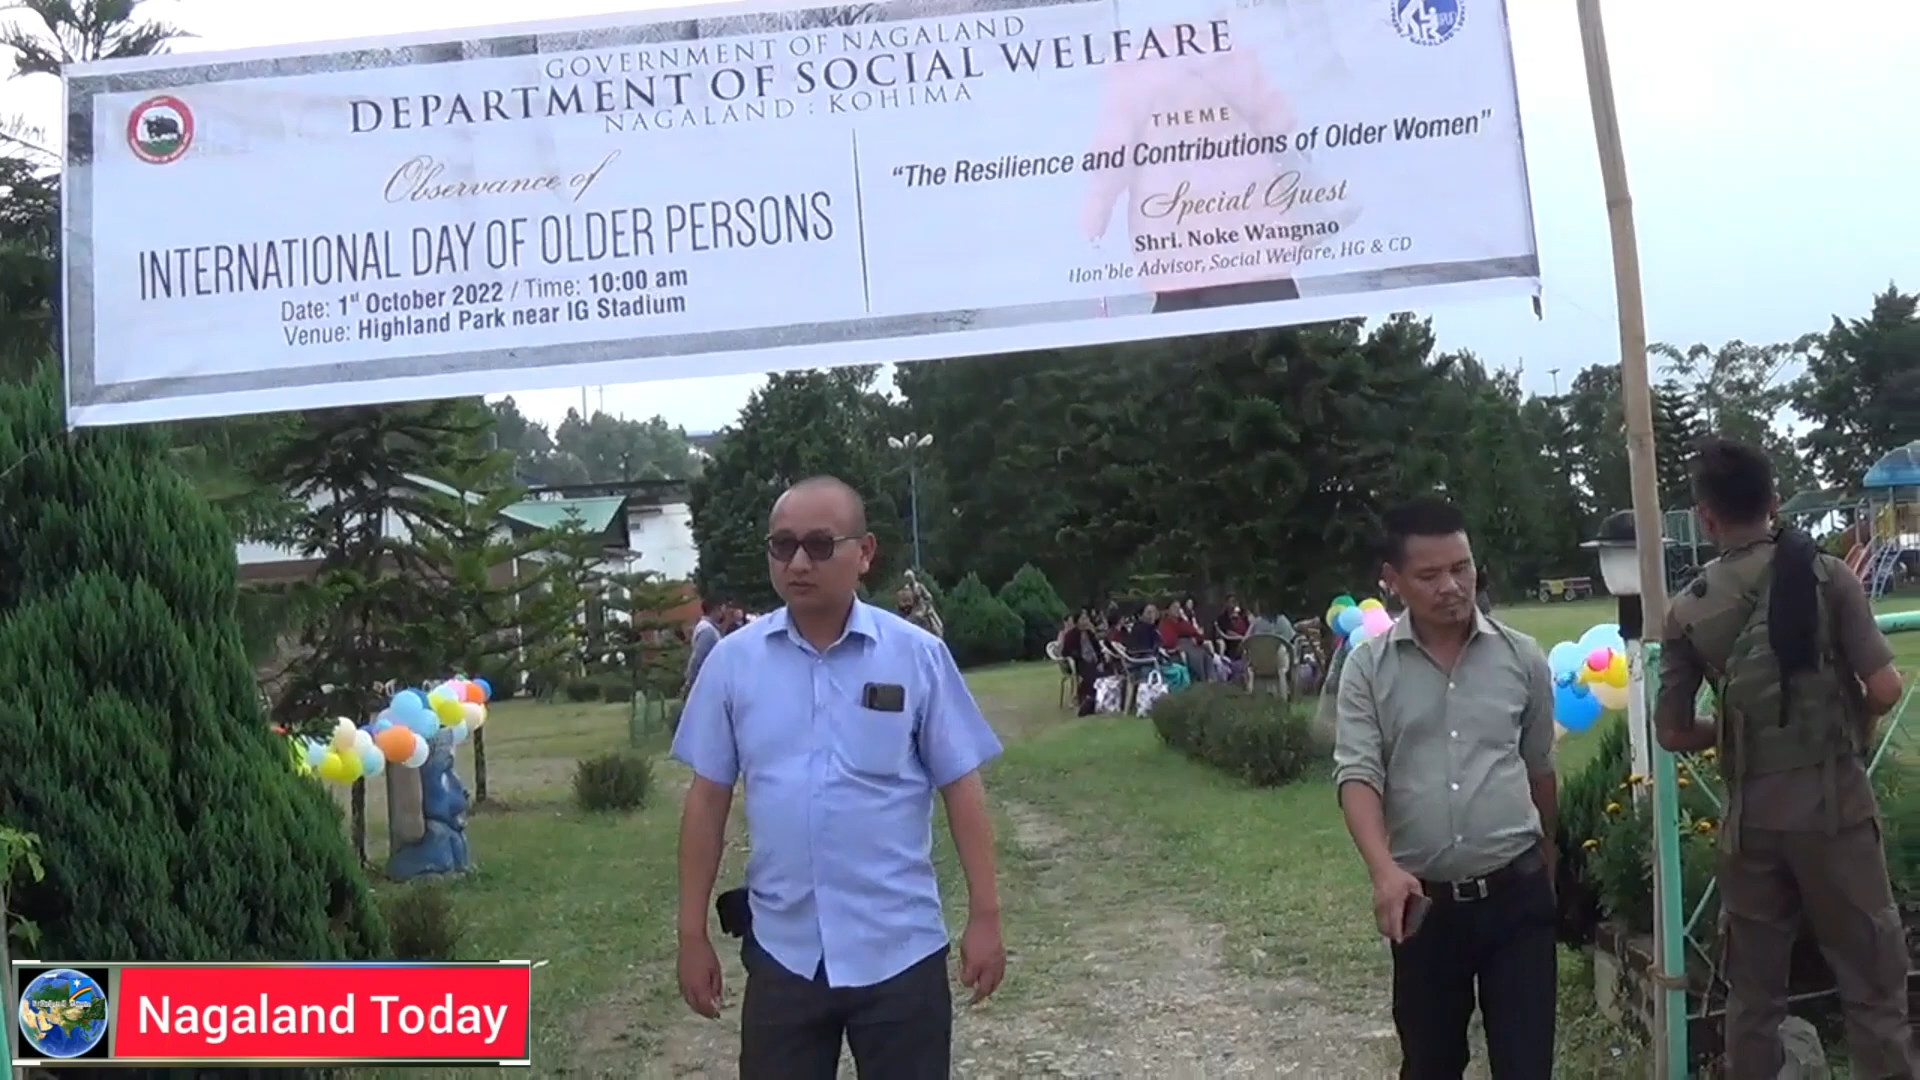 GOVERNMENT OF NAGALAND
DEPARTMENT OF SOCIAL WELFARE
NAGALAND : KOHIMA
Observance of
INTERNATIONAL DAY OF OLDER PERSONS
Date: 1st October 2022 / Time: 10:00 am
Venue: Highland Park near IG Stadium
THEME
“The Resilience and Contributions of Older Women”
Special Guest
Shri. Noke Wangnao
Hon'ble Advisor, Social Welfare, HG & CD
NAGALAND
Nagaland Today